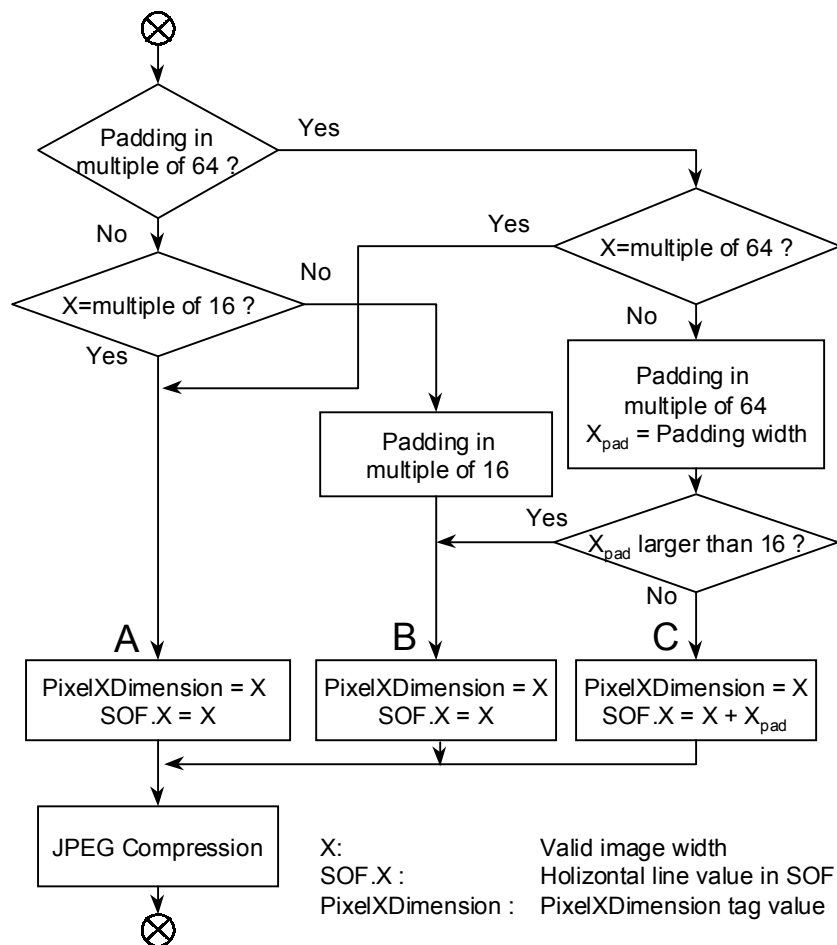 Padding in
multiple of 64 ?
Yes
No
X=multiple of 64 ?
Yes
No
X=multiple of 16 ?
No
Yes
Padding in
multiple of 64
Xpad = Padding width
Padding in
multiple of 16
Xpad larger than 16 ?
Yes
No
A
B
C
PixelXDimension = X
SOF.X = X
PixelXDimension = X
SOF.X = X
PixelXDimension = X
SOF.X = X + Xpad
JPEG Compression
X: Valid image width
SOF.X : Holizontal line value in SOF
PixelXDimension : PixelXDimension tag value